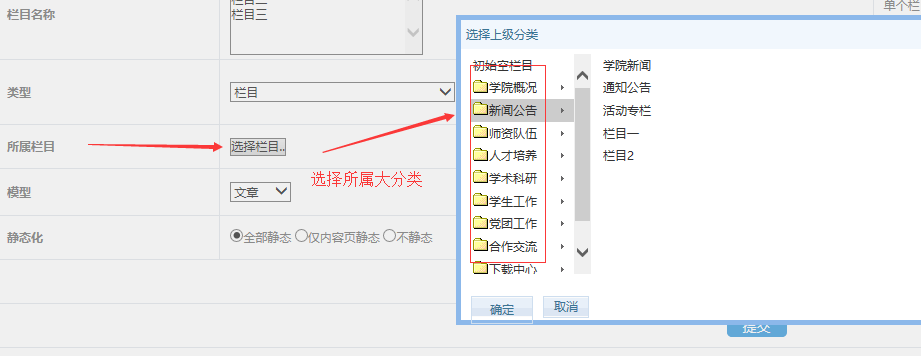 栏目名称
栏目三
单个栏
类型
栏目
所属栏目
选择栏目..
选择所属大分类
模型
文章
静态化
全部静态 仅内容页静态 不静态
选择上级分类
初始空栏目
学院概况
新闻公告
师资队伍
人才培养
学术科研
学生工作
党团工作
合作交流
下载中心
学院新闻
通知公告
活动专栏
栏目一
栏目2
确定
取消
提交